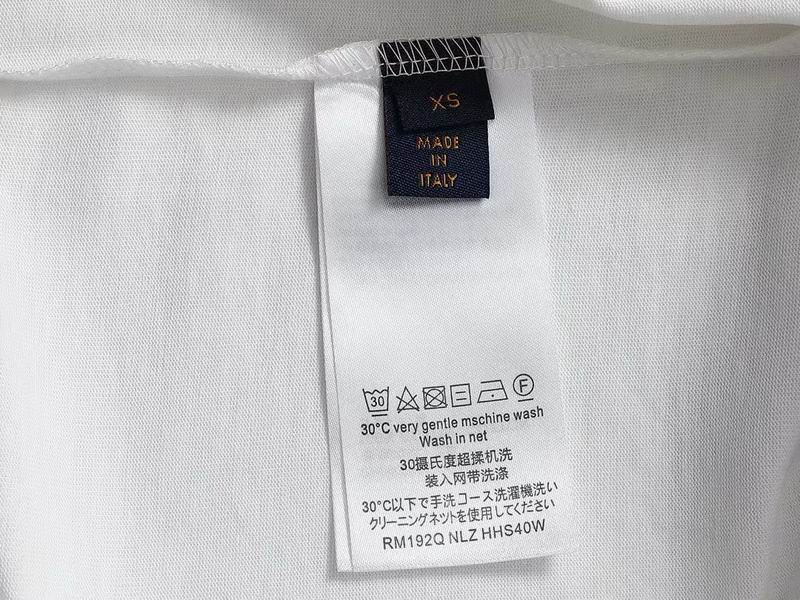 XS
MADE
IN
ITALY
30
F
30°C very gentle mschine wash
Wash in net
30摄氏度超揉机洗
装入网带洗涤
30°C以下で手洗コース洗濯機洗い
クリーニングネットを使用してください
RM192Q NLZ HHS40W